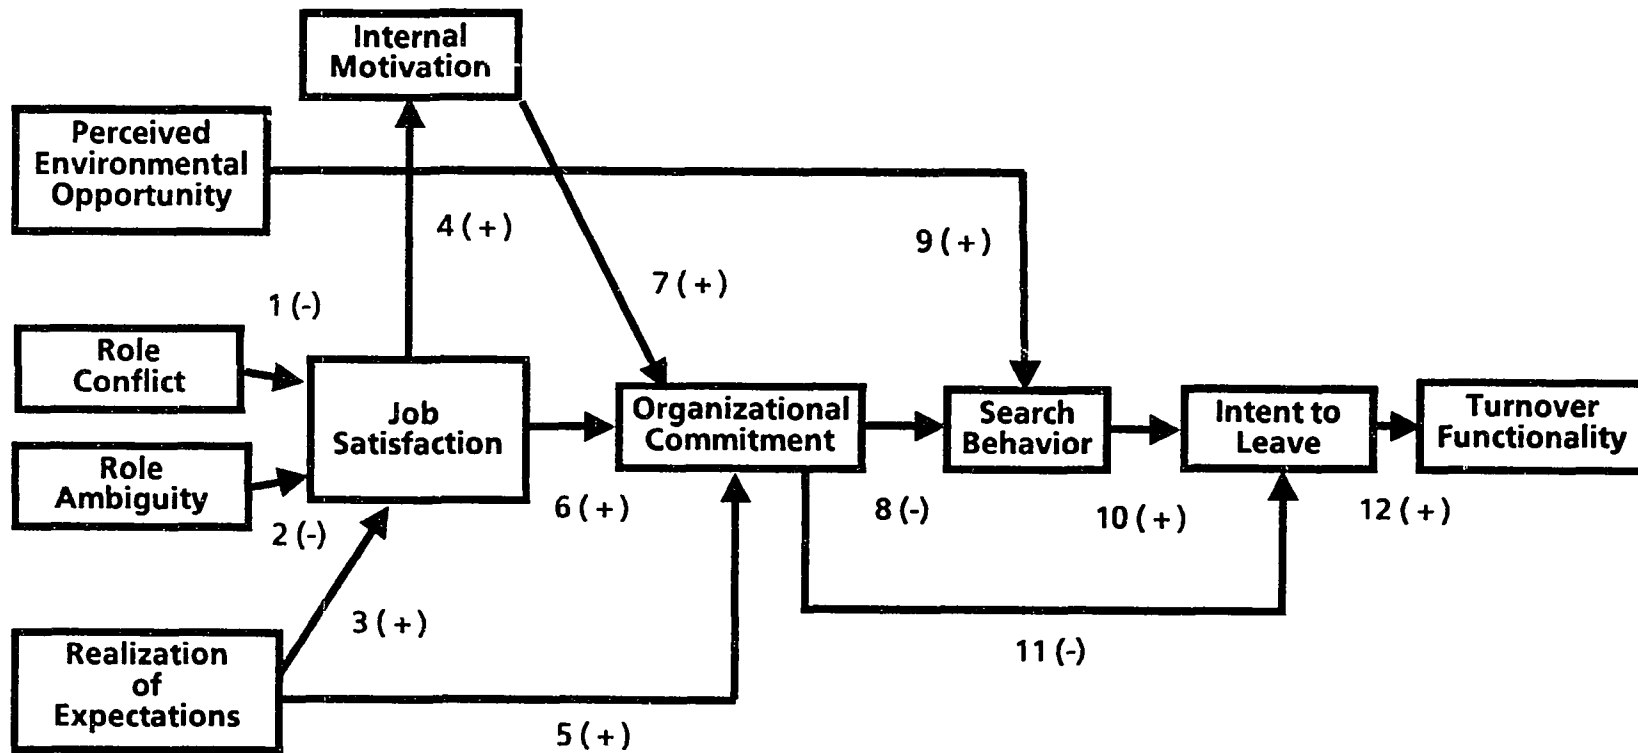 Internal
Motivation
Perceived
Environmental
Opportunity
4 ( + )
9 ( + )
7 ( + )
1 (-)
Role
Conflict
Job
Satisfaction
Organizational
Commitment
Search
Behavior
Intent to
Leave
Turnover
Functionality
Role
Ambiguity
2 (-)
6 ( + )
8 (-)
10 ( + )
12 ( + )
3 ( + )
11 (-)
Realization
of
Expectations
5 ( + )